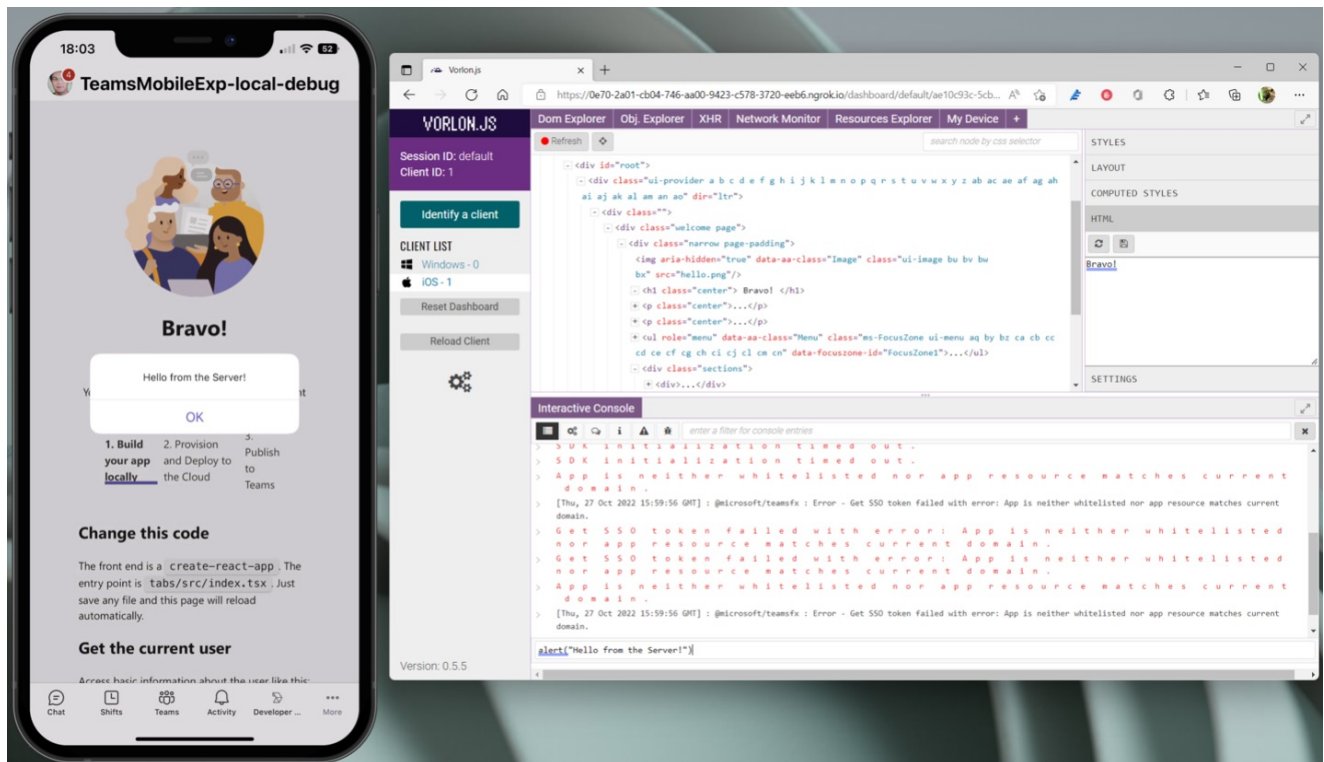 18:03
52
4
TeamsMobileExp-local-debug
Bravo!
Hello from the Server!
OK
1. Build your app locally
2. Provision and Deploy to the Cloud
3. Publish to Teams
Change this code
The front end is a create-react-app . The
entry point is tabs/src/index.tsx . Just
save any file and this page will reload
automatically.
Get the current user
Access basic information about the user like this:
Chat
Shifts
Teams
Activity
Developer ...
More
Vorlon.js
https://0e70-2a01-cb04-746-aa00-9423-c578-3720-eeb6.ngrok.io/dashboard/default/ae10c93c-5cb...
VORLON.JS
Session ID: default
Client ID: 1
Identify a client
CLIENT LIST
Windows - 0
iOS - 1
Reset Dashboard
Reload Client
Version: 0.5.5
Dom Explorer Obj. Explorer XHR Network Monitor Resources Explorer My Device +
Refresh
search node by css selector
<div id="root">
<div class="ui-provider a b c d e f g h i j k l m n o p q r s t u v w x y z ab ac ae af ag ah
ai aj ak al am an ao" dir="ltr">
<div class="">
<div class="welcome page">
<div class="narrow page-padding">
<img aria-hidden="true" data-aa-class="Image" class="ui-image bu bv bw
bx" src="hello.png"/>
<h1 class="center"> Bravo! </h1>
<p class="center">...</p>
<p class="center">...</p>
<ul role="menu" data-aa-class="Menu" class="ms-FocusZone ui-menu aq by bz ca cb cc
cd ce cf cg ch ci cj cl cm cn" data-focuszone-id="FocusZone1">...</ul>
<div class="sections">
<div>...</div>
STYLES
LAYOUT
COMPUTED STYLES
HTML
Bravo!
SETTINGS
Interactive Console
enter a filter for console entries
SDK initialization timed out.
SDK initialization timed out.
App is neither whitelisted nor app resource matches current
domain.
[Thu, 27 Oct 2022 15:59:56 GMT] : @microsoft/teamsfx : Error - Get SSO token failed with error: App is neither whitelisted nor app resource matches current
domain.
Get SSO token failed with error: App is neither whitelisted
nor app resource matches current domain.
Get SSO token failed with error: App is neither whitelisted
nor app resource matches current domain.
App is neither whitelisted nor app resource matches current
domain.
[Thu, 27 Oct 2022 15:59:56 GMT] : @microsoft/teamsfx : Error - Get SSO token failed with error: App is neither whitelisted nor app resource matches current
domain.
alert("Hello from the Server!")